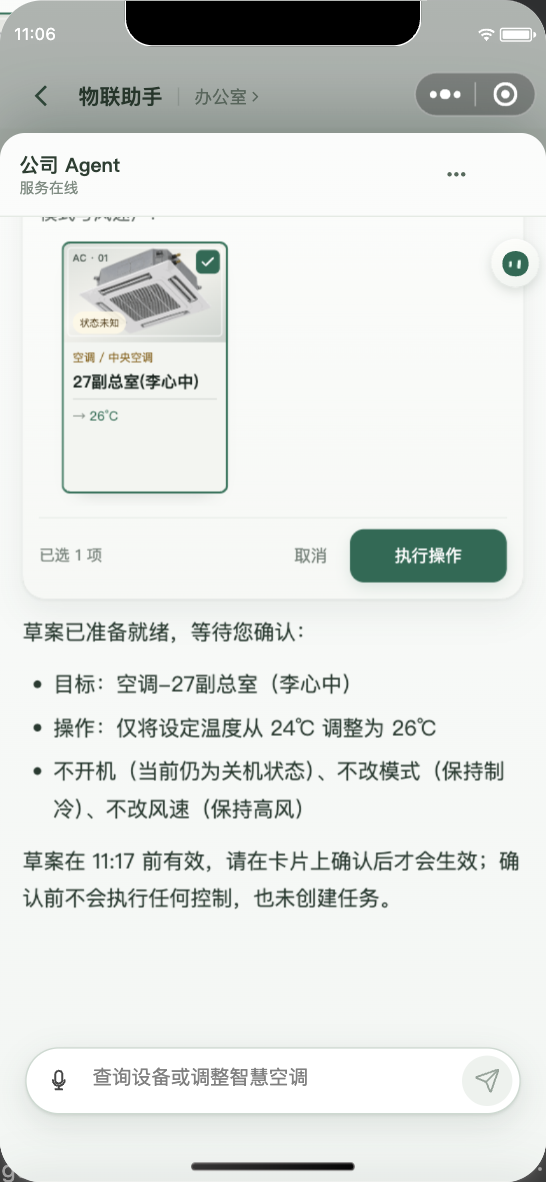 11:06
物联助手
办公室 >
公司 Agent
服务在线
AC · 01
状态未知
空调 / 中央空调
27副总室(李心中)
→ 26°C
已选 1 项
取消
执行操作
草案已准备就绪，等待您确认：
• 目标：空调-27副总室（李心中）
• 操作：仅将设定温度从 24℃ 调整为 26℃
• 不开机（当前仍为关机状态）、不改模式（保持制
冷）、不改风速（保持高风）
草案在 11:17 前有效，请在卡片上确认后才会生效；确
认前不会执行任何控制，也未创建任务。
查询设备或调整智慧空调